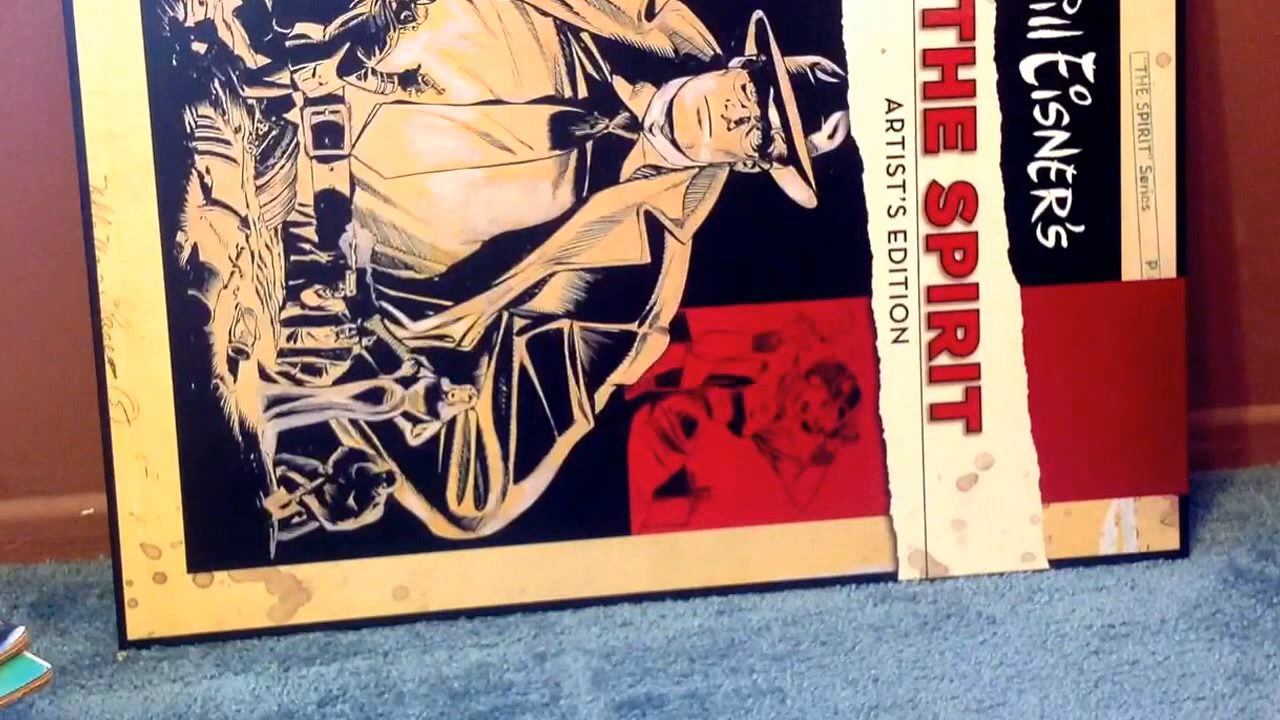 "THE SPIRIT" Series P
Will EISNER's
THE SPIRIT
ARTIST'S EDITION